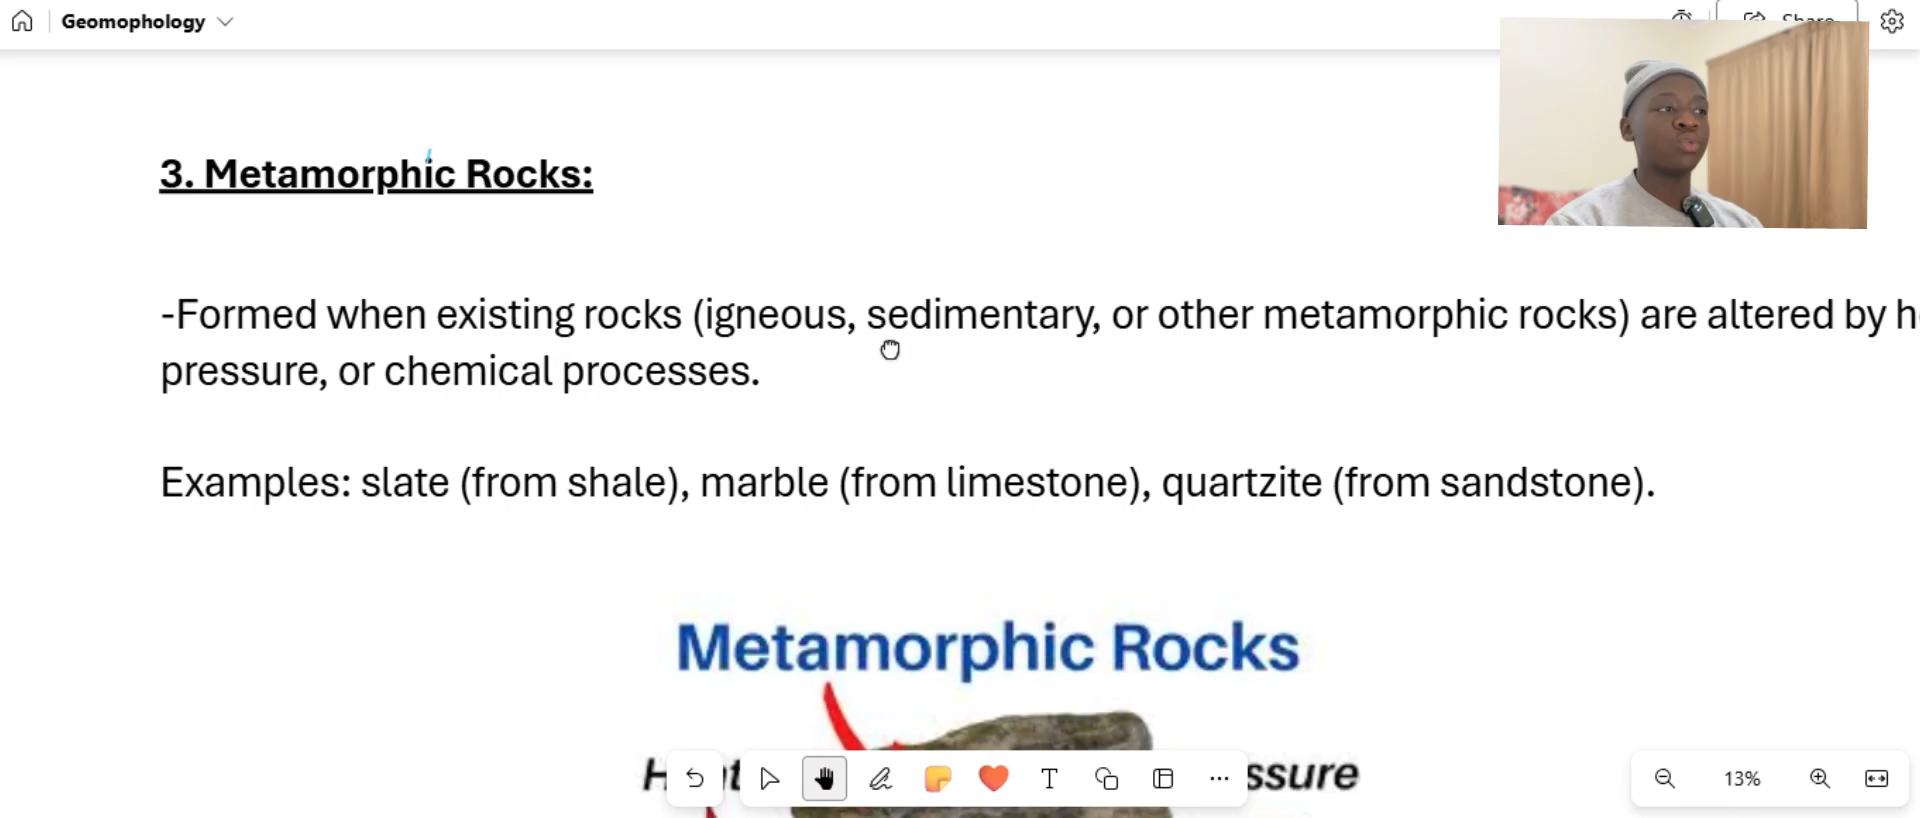 Geomophology
Share
3. Metamorphic Rocks:
-Formed when existing rocks (igneous, sedimentary, or other metamorphic rocks) are altered by
pressure, or chemical processes.
Examples: slate (from shale), marble (from limestone), quartzite (from sandstone).
Metamorphic Rocks
T
13%